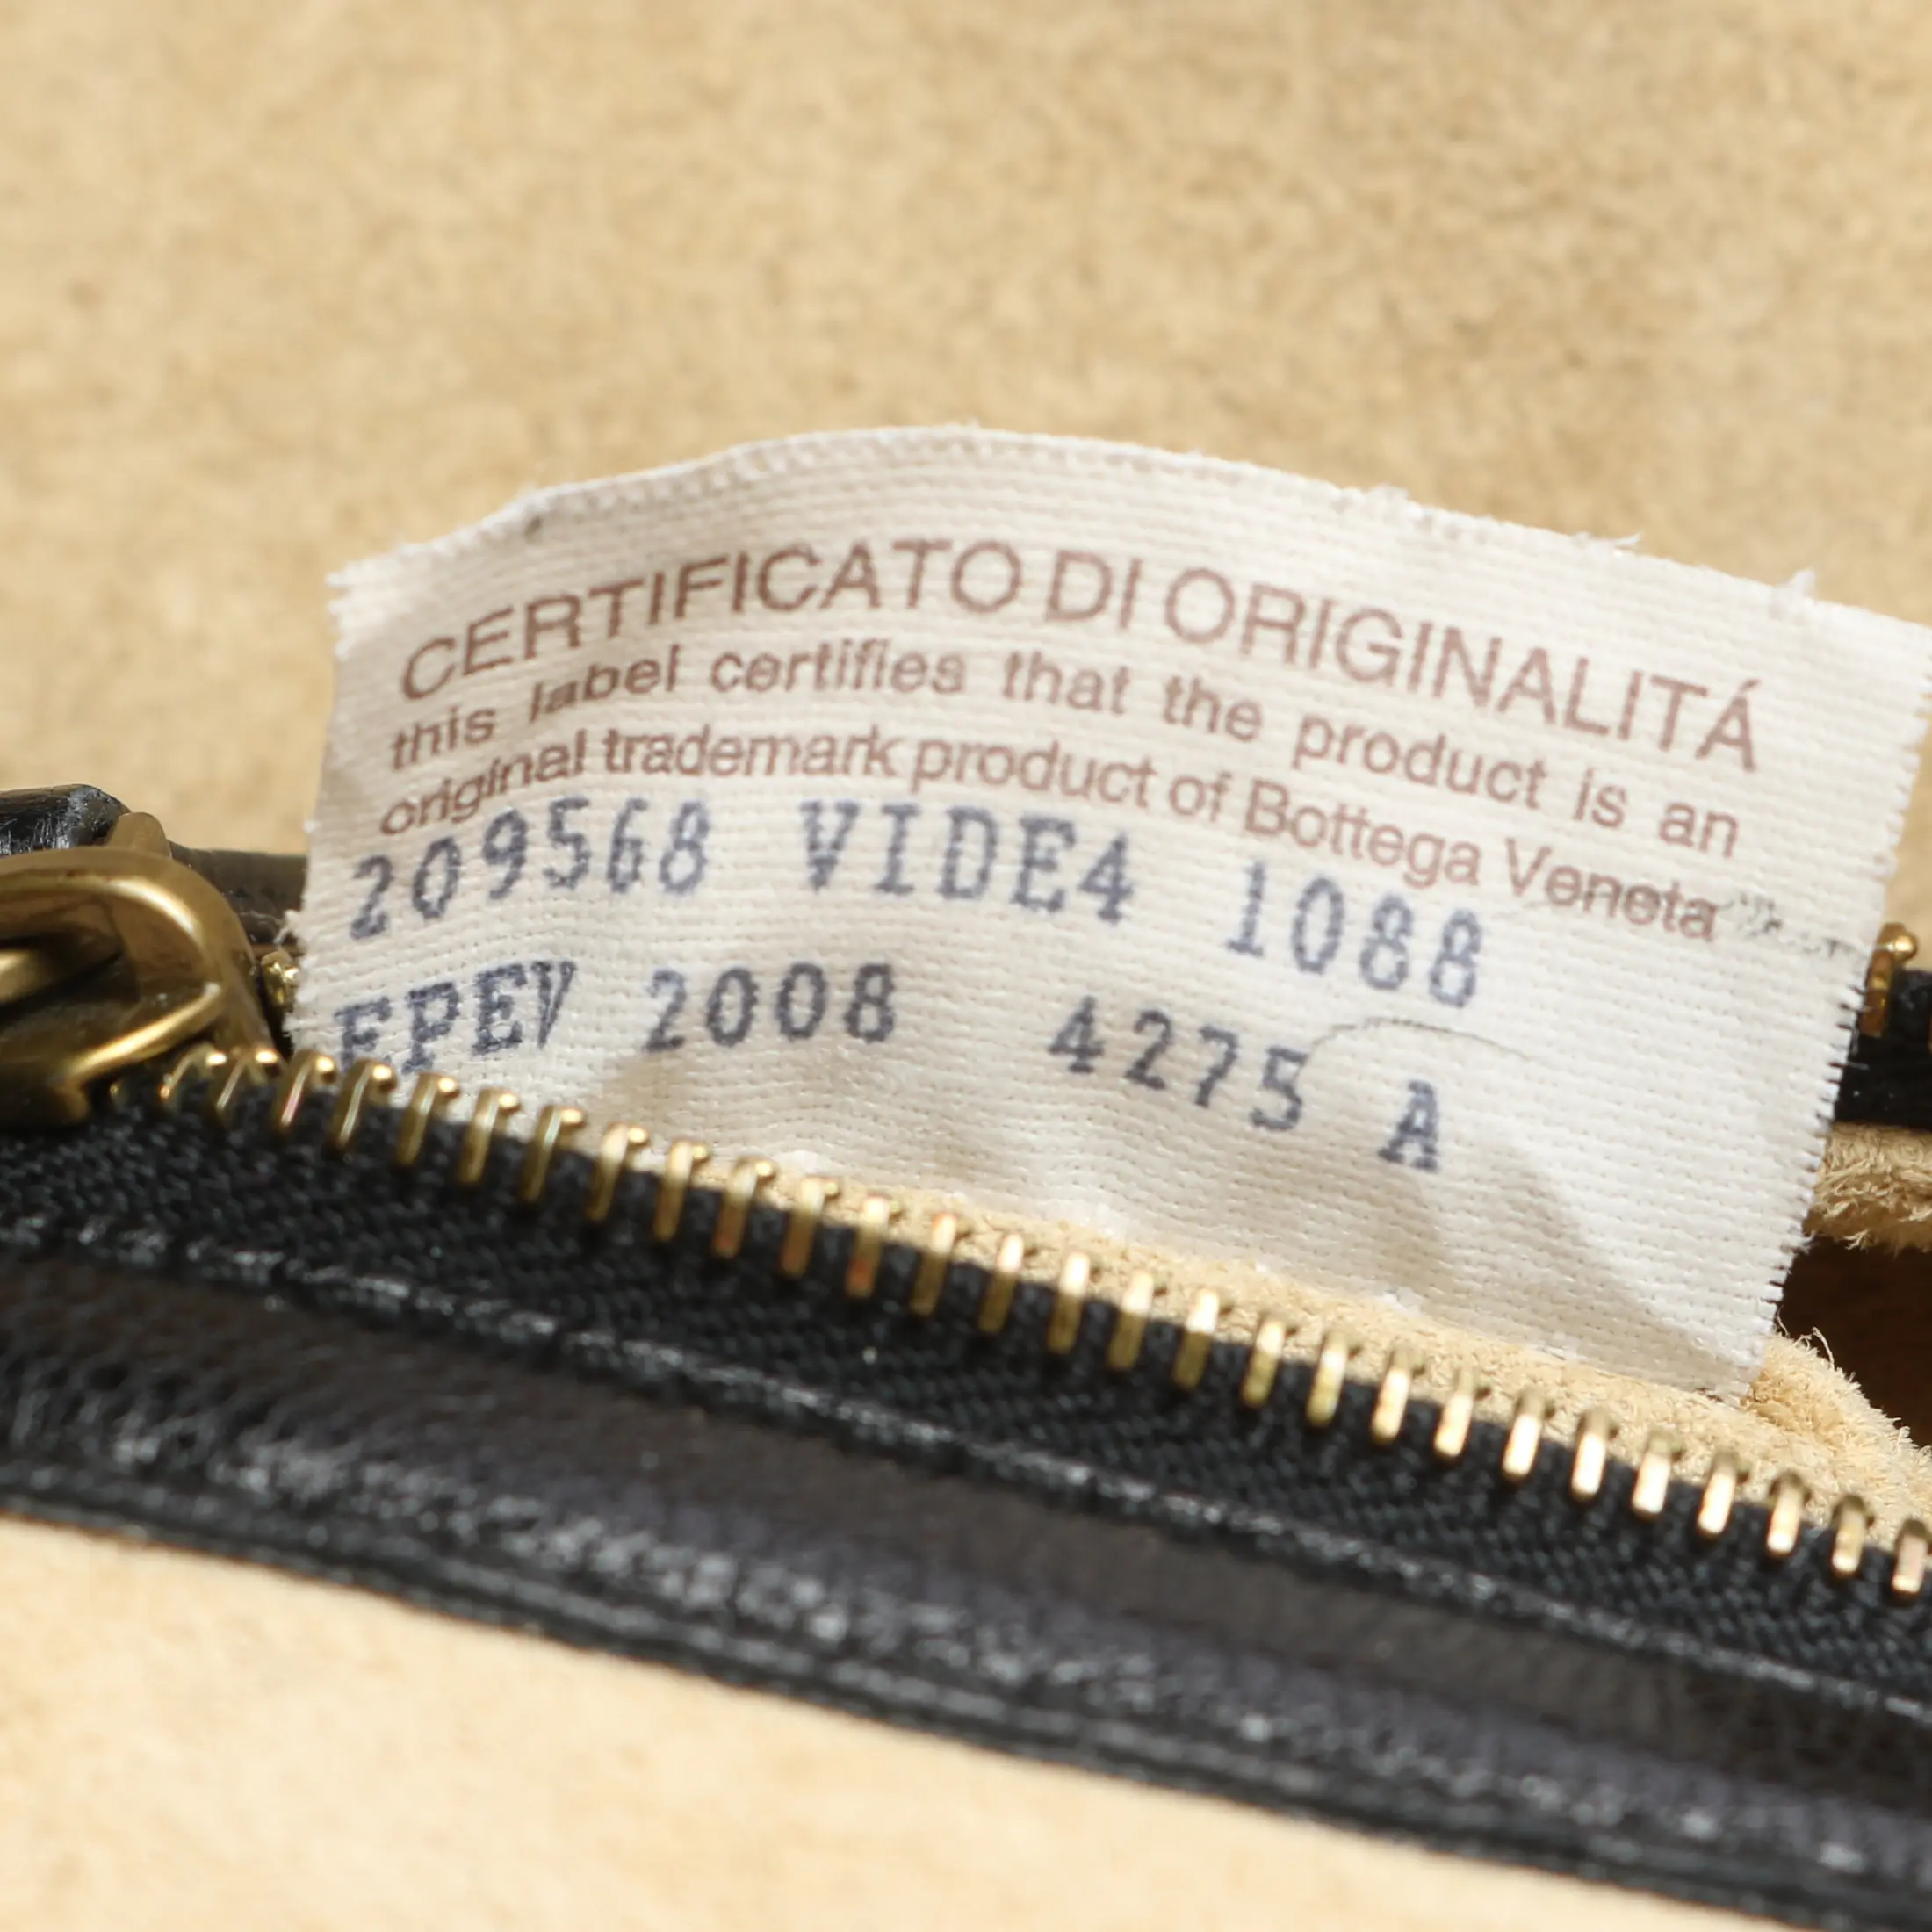 CERTIFICATO DI ORIGINALITÁ
this label certifies that the product is an
original trademark product of Bottega Veneta
209568 VIDE4 1088
FPEV 2008 4275 A